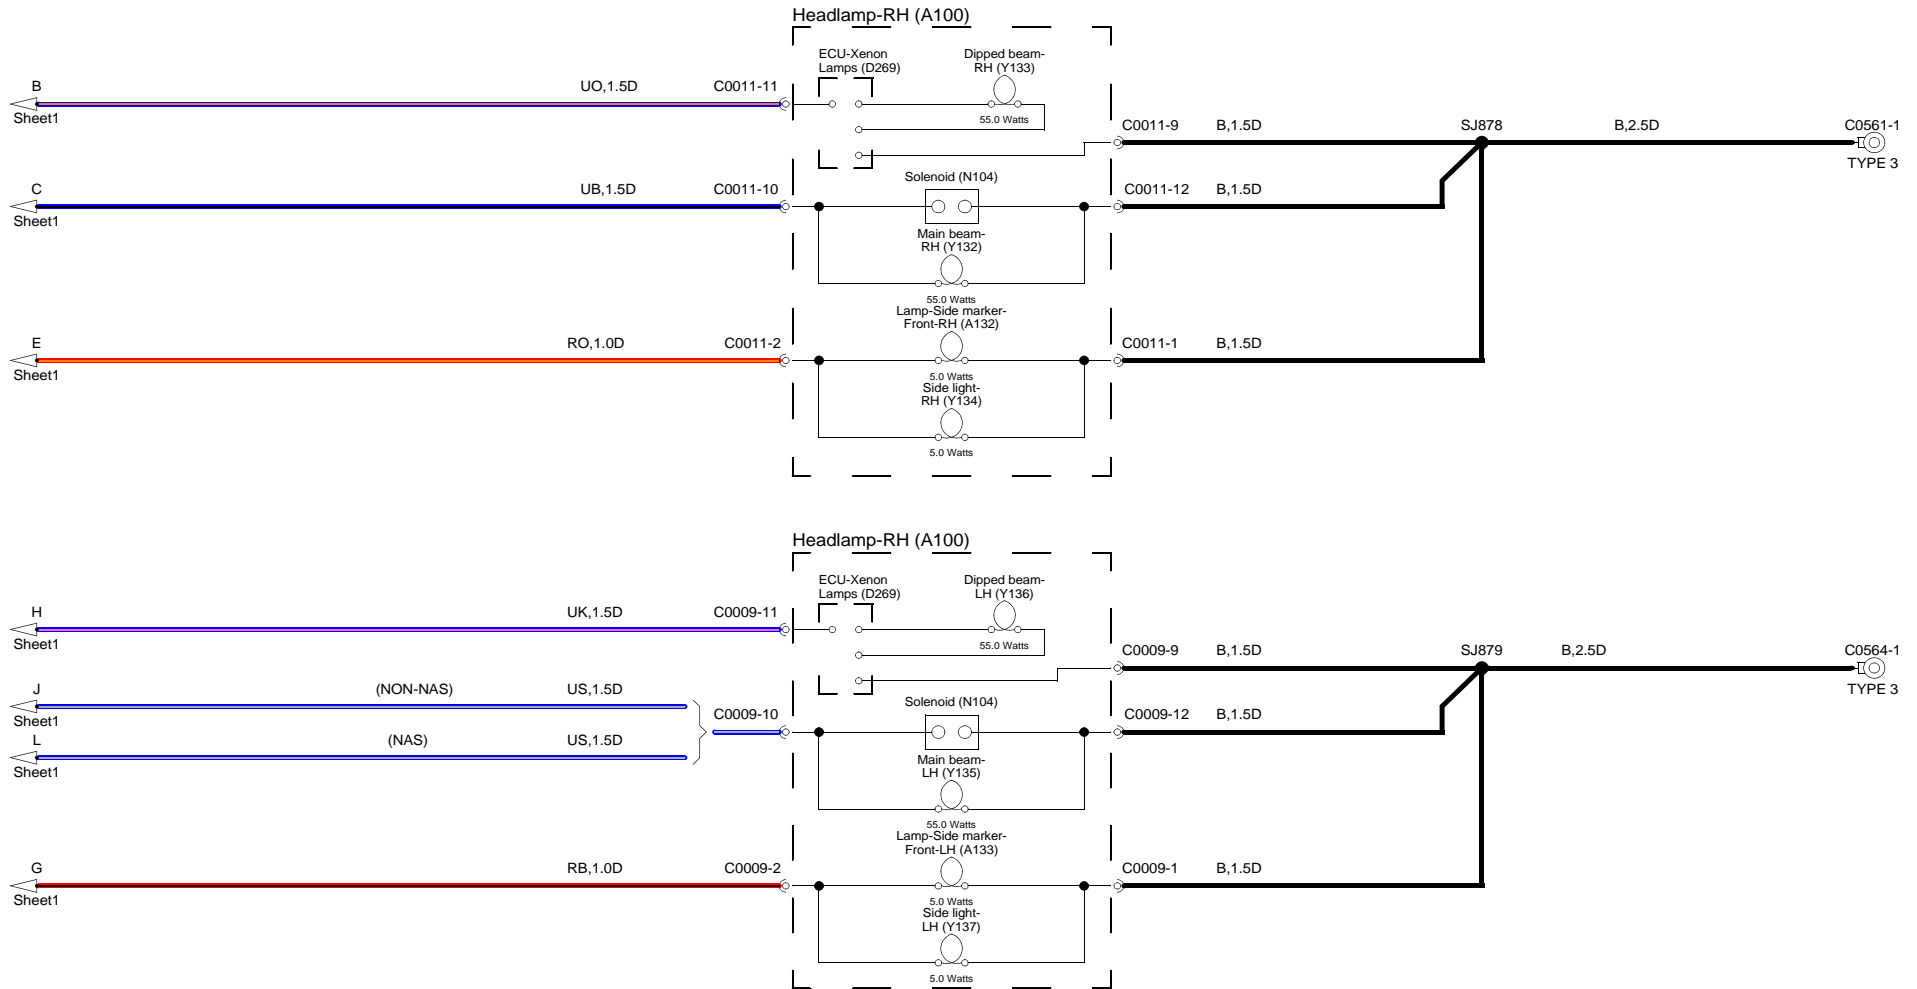 Headlamp-RH (A100)
ECU-Xenon
Lamps (D269)
Dipped beam-
RH (Y133)
55.0 Watts
B
Sheet1
UO,1.5D
C0011-11
C0011-9
B,1.5D
SJ878
B,2.5D
C0561-1
TYPE 3
C
Sheet1
UB,1.5D
C0011-10
Solenoid (N104)
C0011-12
B,1.5D
Main beam-
RH (Y132)
55.0 Watts
E
Sheet1
RO,1.0D
C0011-2
Lamp-Side marker-
Front-RH (A132)
5.0 Watts
C0011-1
B,1.5D
Side light-
RH (Y134)
5.0 Watts
Headlamp-RH (A100)
ECU-Xenon
Lamps (D269)
Dipped beam-
LH (Y136)
55.0 Watts
H
Sheet1
UK,1.5D
C0009-11
C0009-9
B,1.5D
SJ879
B,2.5D
C0564-1
TYPE 3
J
Sheet1
(NON-NAS)
US,1.5D
L
Sheet1
(NAS)
US,1.5D
C0009-10
Solenoid (N104)
C0009-12
B,1.5D
Main beam-
LH (Y135)
55.0 Watts
G
Sheet1
RB,1.0D
C0009-2
Lamp-Side marker-
Front-LH (A133)
5.0 Watts
C0009-1
B,1.5D
Side light-
LH (Y137)
5.0 Watts